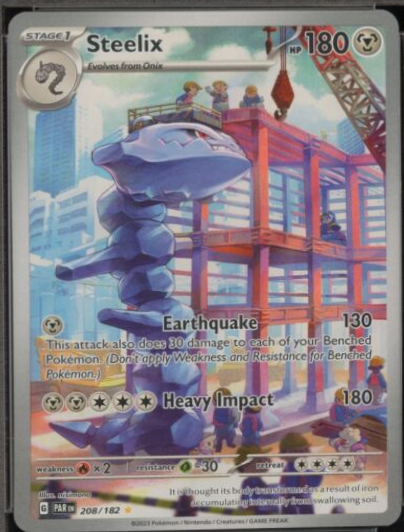 STAGE 1
Steelix
HP 180
Evolves from Onix
Earthquake 130
This attack also does 30 damage to each of your Benched
Pokémon. (Don't apply Weakness and Resistance for Benched
Pokémon.)
Heavy Impact 180
weakness ×2 resistance -30 retreat
Illus. nisimono
It is thought its body transformed as a result of iron
accumulating internally from swallowing soil.
G PAR EN 208/182
©2023 Pokémon / Nintendo / Creatures / GAME FREAK